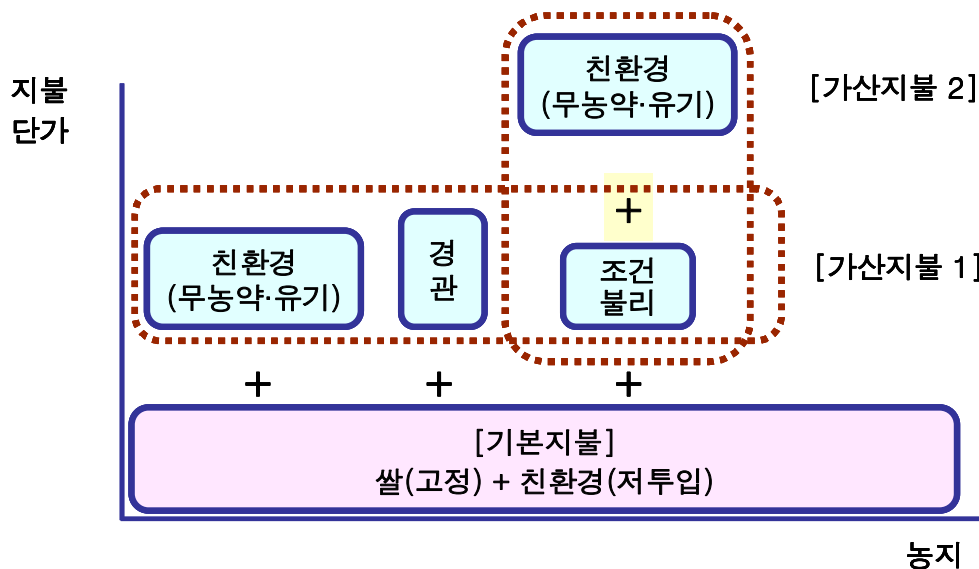 지불
단가
친환경
(무농약·유기)
[가산지불 2]
+
친환경
(무농약·유기)
경
관
조건
불리
[가산지불 1]
+
+
+
[기본지불]
쌀(고정) + 친환경(저투입)
농지